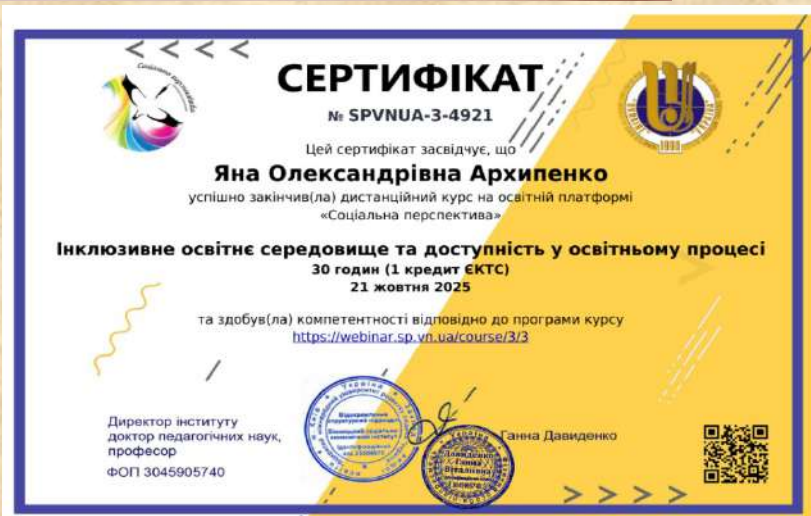 СЕРТИФІКАТ
№ SPVNUA-3-4921
Цей сертифікат засвідчує, що
Яна Олександрівна Архипенко
успішно закінчив(ла) дистанційний курс на освітній платформі
«Соціальна перспектива»
Інклюзивне освітнє середовище та доступність у освітньому процесі
30 годин (1 кредит ЄКТС)
21 жовтня 2025
та здобув(ла) компетентності відповідно до програми курсу
https://webinar.sp.vn.ua/course/3/3
Директор інституту
доктор педагогічних наук,
професор
ФОП 3045905740
Ганна Давиденко